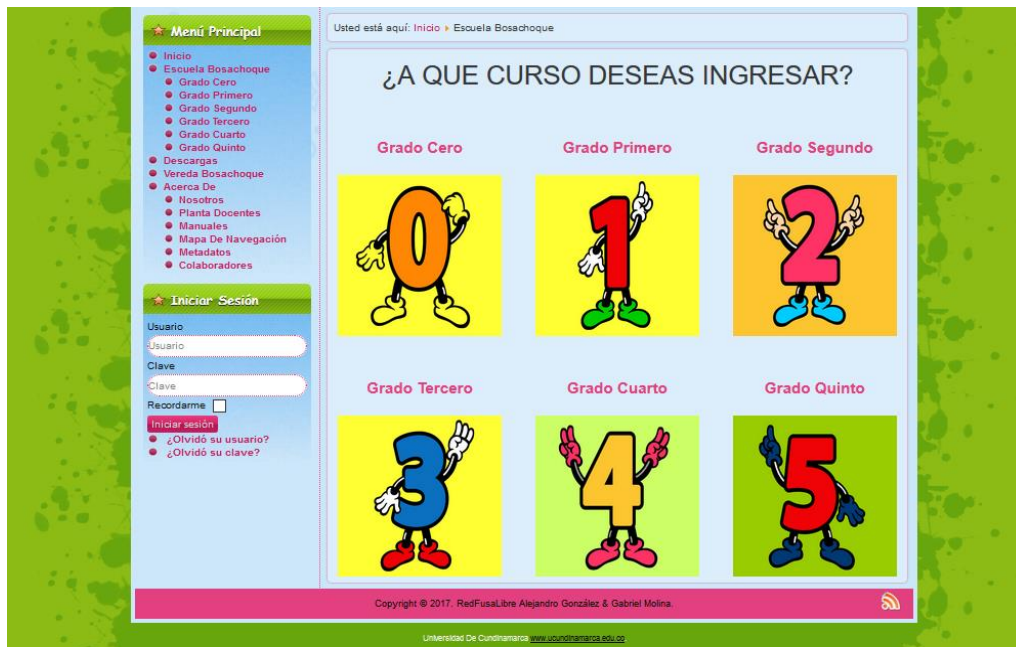 Menú Principal
Inicio
Escuela Bosachoque
Grado Cero
Grado Primero
Grado Segundo
Grado Tercero
Grado Cuarto
Grado Quinto
Descargas
Vereda Bosachoque
Acerca De
Nosotros
Planta Docentes
Manuales
Mapa De Navegación
Metadatos
Colaboradores
Iniciar Sesión
Usuario
Usuario
Clave
Clave
Recordarme
Iniciar sesión
¿Olvidó su usuario?
¿Olvidó su clave?
Usted está aquí: Inicio Escuela Bosachoque
¿A QUE CURSO DESEAS INGRESAR?
Grado Cero Grado Primero Grado Segundo
0 1 2
Grado Tercero Grado Cuarto Grado Quinto
3 4 5
Copyright © 2017. RedFusaLibre Alejandro González & Gabriel Molina.
Universidad De Cundinamarca www.ucundinamarca.edu.co